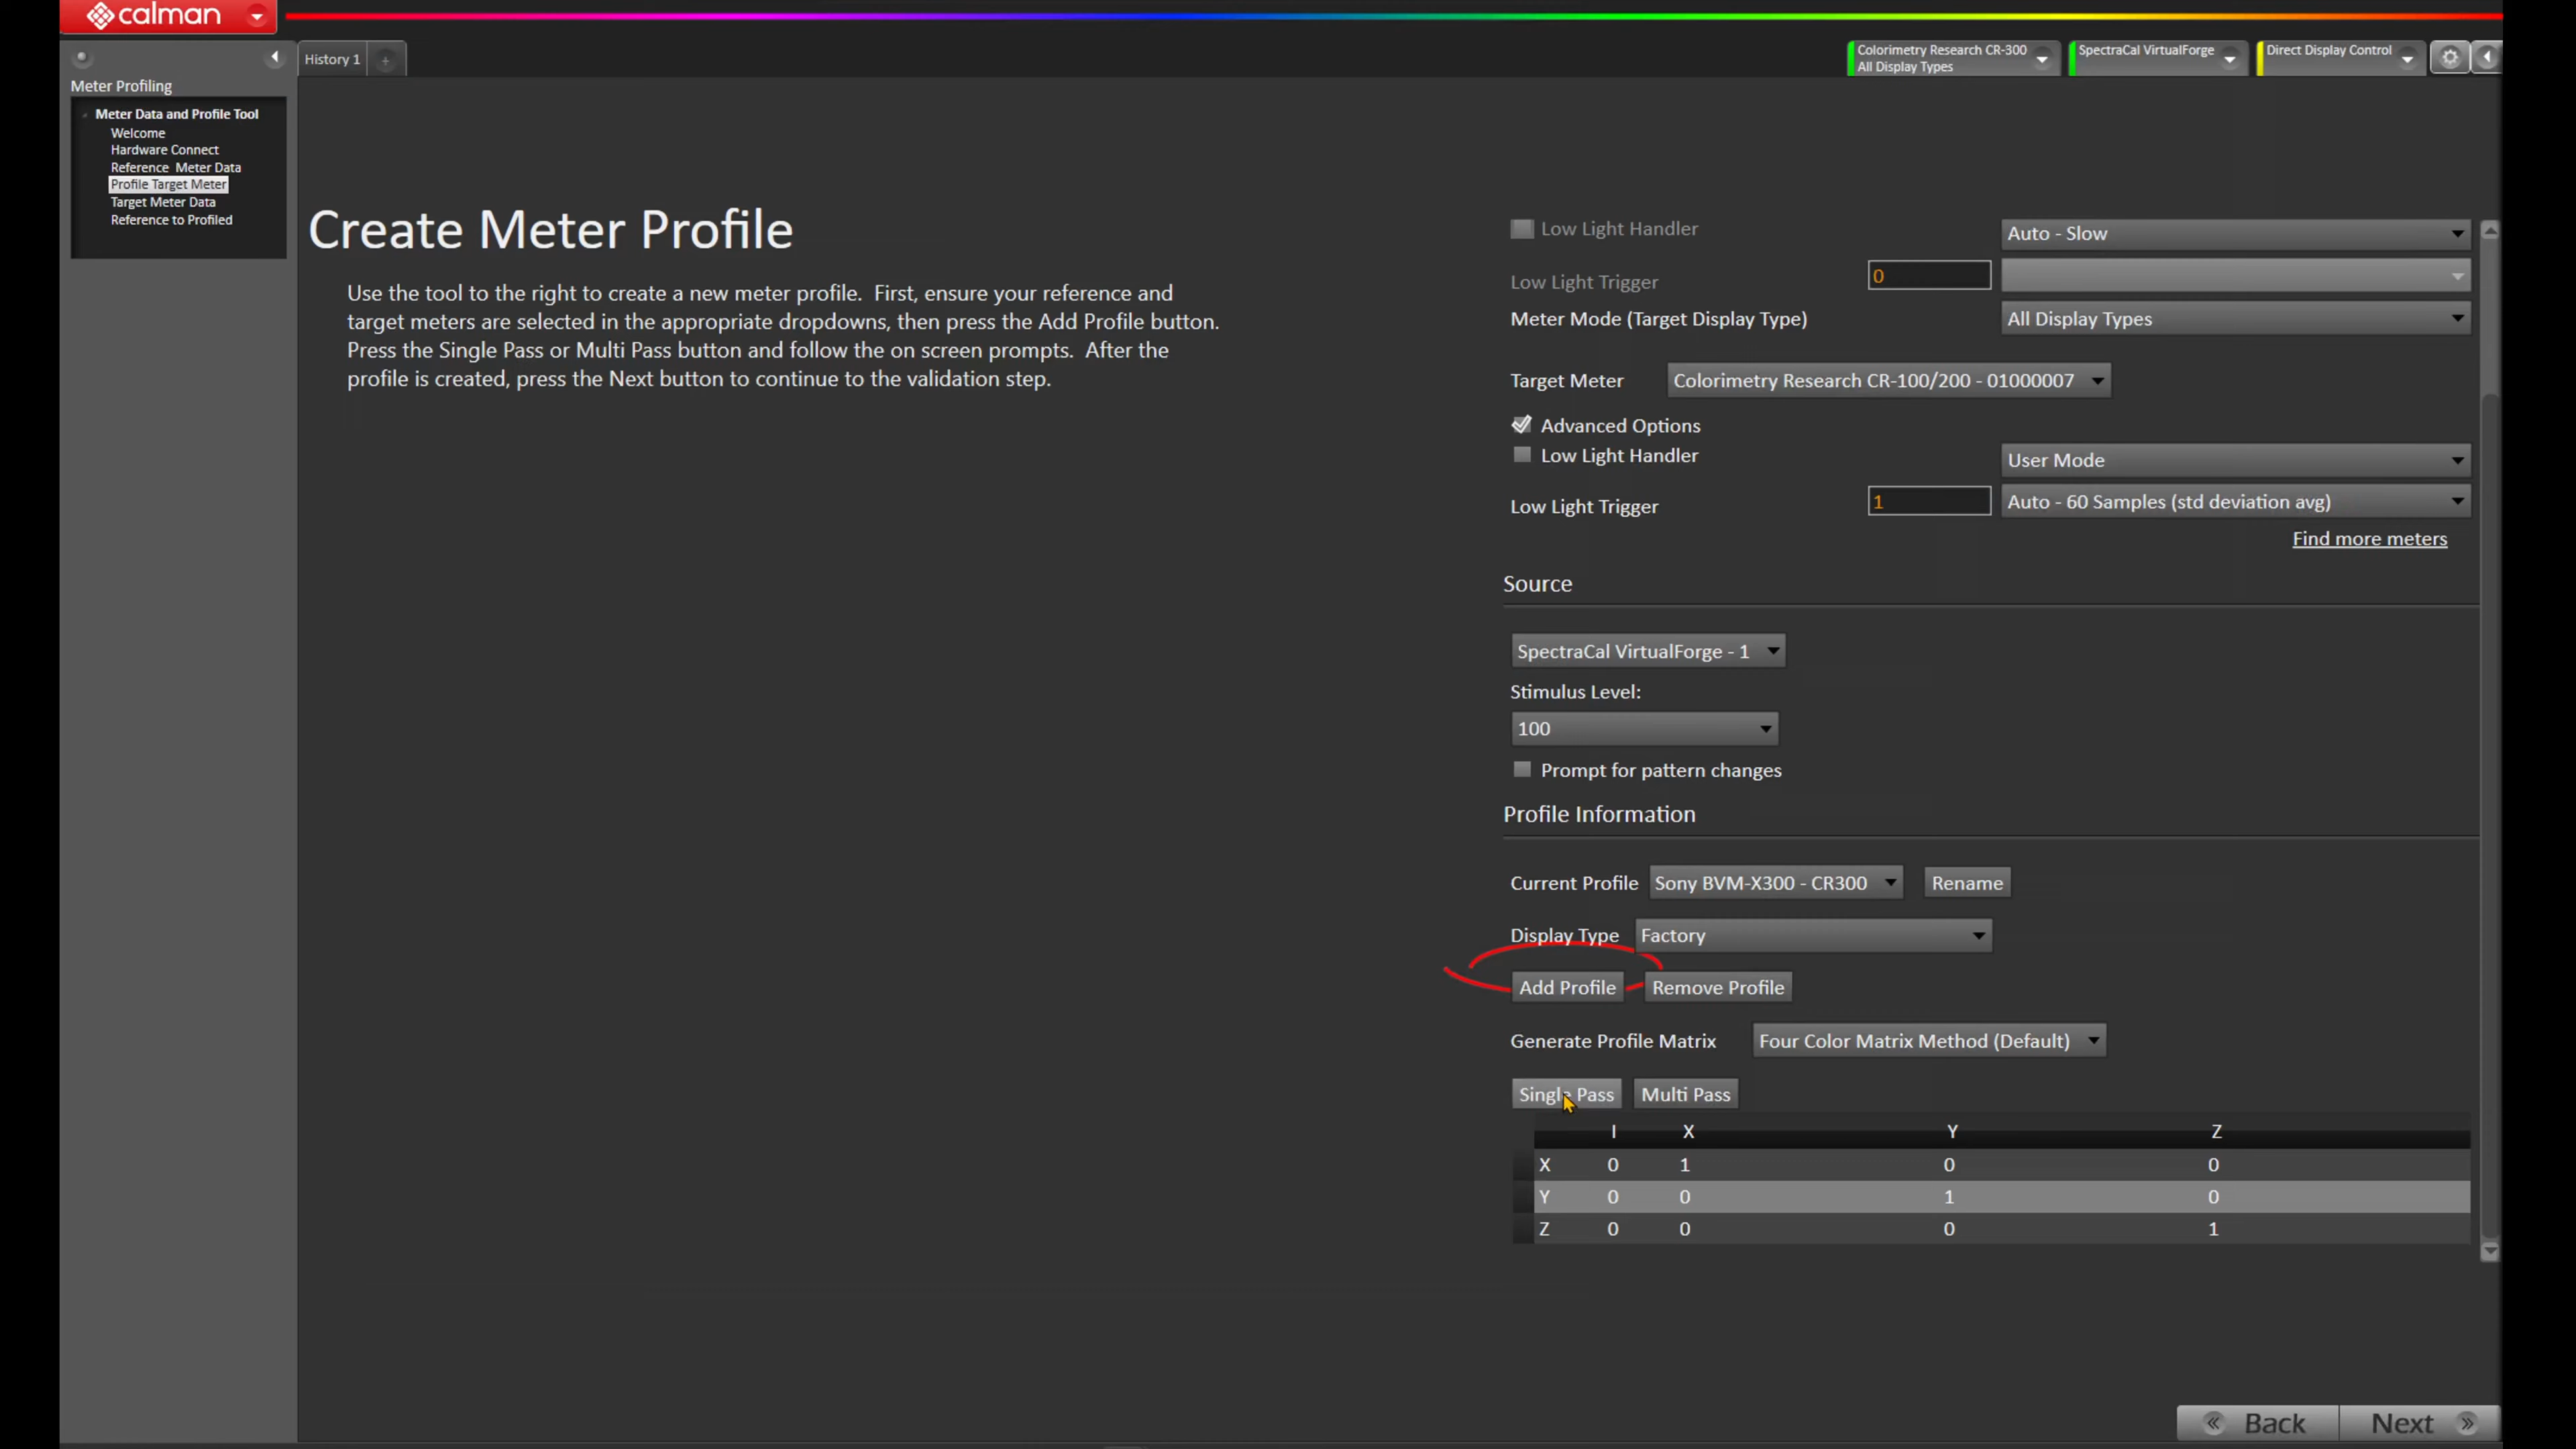 calman
History 1
+
Colorimetry Research CR-300
All Display Types
SpectraCal VirtualForge
Direct Display Control
Meter Profiling
Meter Data and Profile Tool
Welcome
Hardware Connect
Reference Meter Data
Profile Target Meter
Target Meter Data
Reference to Profiled
Create Meter Profile
Use the tool to the right to create a new meter profile. First, ensure your reference and
target meters are selected in the appropriate dropdowns, then press the Add Profile button.
Press the Single Pass or Multi Pass button and follow the on screen prompts. After the
profile is created, press the Next button to continue to the validation step.
Low Light Handler
Auto - Slow
Low Light Trigger
0
Meter Mode (Target Display Type)
All Display Types
Target Meter
Colorimetry Research CR-100/200 - 01000007
Advanced Options
Low Light Handler
User Mode
Low Light Trigger
1
Auto - 60 Samples (std deviation avg)
Find more meters
Source
SpectraCal VirtualForge - 1
Stimulus Level:
100
Prompt for pattern changes
Profile Information
Current Profile
Sony BVM-X300 - CR300
Rename
Display Type
Factory
Add Profile
Remove Profile
Generate Profile Matrix
Four Color Matrix Method (Default)
Single Pass
Multi Pass
I X Y Z
X 0 1 0 0
Y 0 0 1 0
Z 0 0 0 1
« Back
Next »